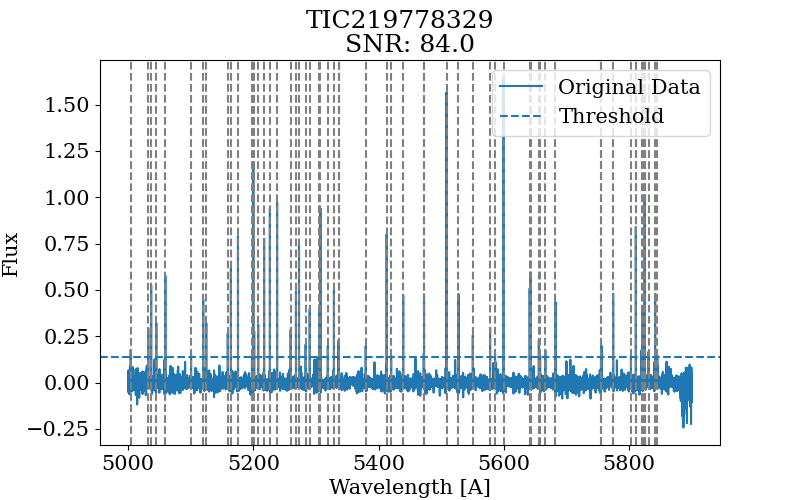 TIC219778329
SNR: 84.0
Original Data
Threshold
1.50
1.25
1.00
0.75
0.50
0.25
0.00
−0.25
Flux
5000 5200 5400 5600 5800
Wavelength [A]